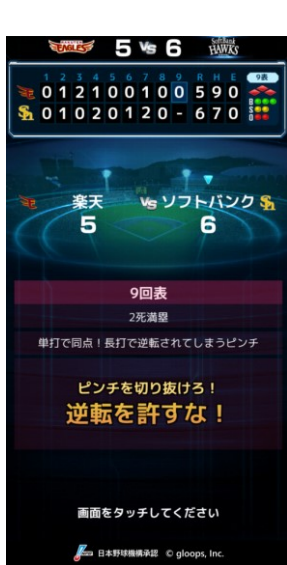 EAGLES 5 VS 6 SoftBank HAWKS
1 2 3 4 5 6 7 8 9 R H E 9表
E 0 1 2 1 0 0 1 0 0 5 9 0
Sh 0 1 0 2 0 1 2 0 - 6 7 0
B
S
O
楽天 VS ソフトバンク
5 6
9回表
2死満塁
単打で同点!長打で逆転されてしまうピンチ
ピンチを切り抜けろ!
逆転を許すな!
画面をタッチしてください
日本野球機構承認 © gloops, Inc.